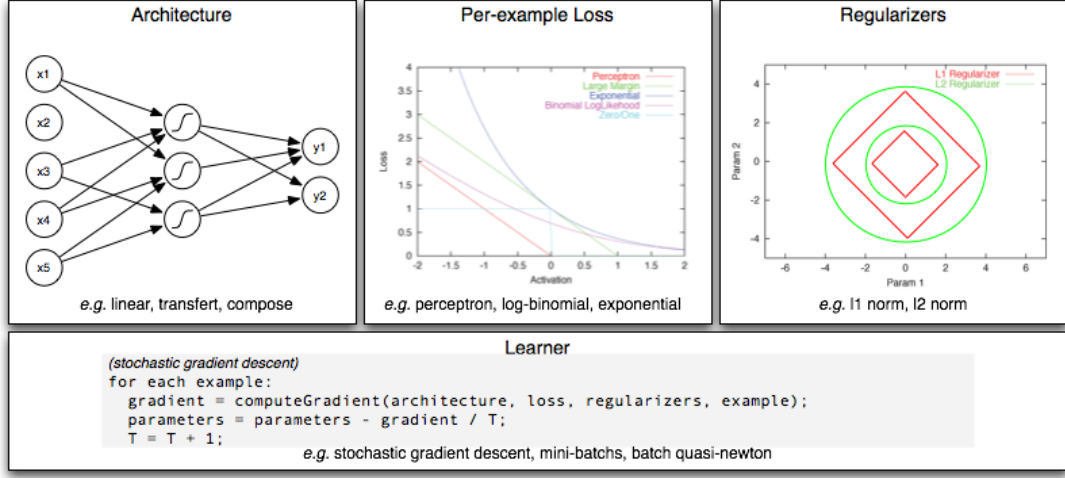 Architecture
x1
x2
x3
x4
x5
y1
y2
e.g. linear, transfert, compose
Per-example Loss
Perceptron
Large Margin
Exponential
Binomial LogLikehood
Zero/One
Loss
4
3.5
3
2.5
2
1.5
1
0.5
0
-2 -1.5 -1 -0.5 0 0.5 1 1.5 2
Activation
e.g. perceptron, log-binomial, exponential
Regularizers
L1 Regularizer
L2 Regularizer
Param 2
4
2
0
-2
-4
-6 -4 -2 0 2 4 6
Param 1
e.g. l1 norm, l2 norm
Learner
(stochastic gradient descent)
for each example:
gradient = computeGradient(architecture, loss, regularizers, example);
parameters = parameters - gradient / T;
T = T + 1;
e.g. stochastic gradient descent, mini-batchs, batch quasi-newton